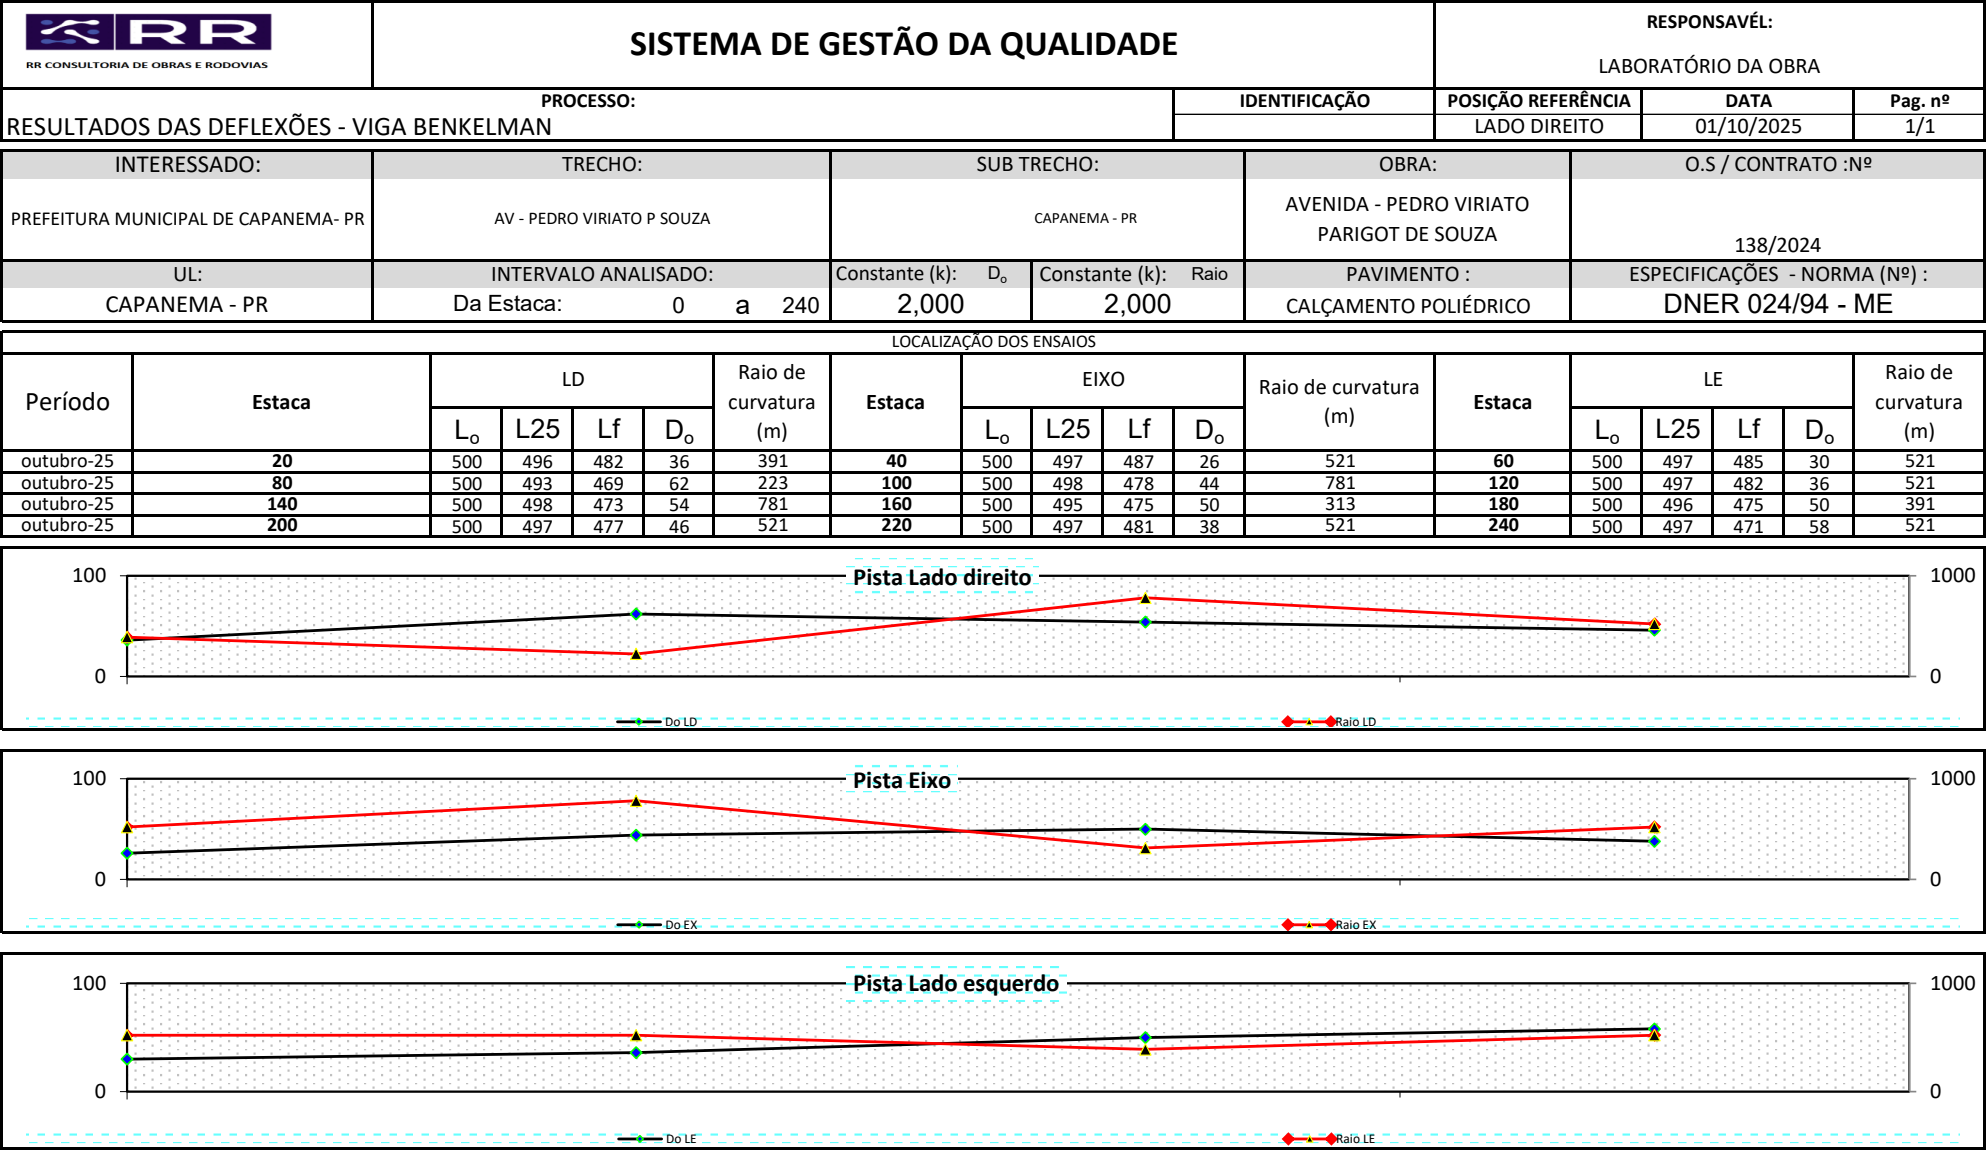 RR
RR CONSULTORIA DE OBRAS E RODOVIAS
SISTEMA DE GESTÃO DA QUALIDADE
RESPONSAVÉL:
LABORATÓRIO DA OBRA
PROCESSO:
RESULTADOS DAS DEFLEXÕES - VIGA BENKELMAN
IDENTIFICAÇÃO
POSIÇÃO REFERÊNCIA
LADO DIREITO
DATA
01/10/2025
Pag. nº
1/1
INTERESSADO:
PREFEITURA MUNICIPAL DE CAPANEMA- PR
TRECHO:
AV - PEDRO VIRIATO P SOUZA
SUB TRECHO:
CAPANEMA - PR
OBRA:
AVENIDA - PEDRO VIRIATO
PARIGOT DE SOUZA
O.S / CONTRATO :Nº
138/2024
UL:
CAPANEMA - PR
INTERVALO ANALISADO:
Da Estaca: 0 a 240
Constante (k): Do
2,000
Constante (k): Raio
2,000
PAVIMENTO :
CALÇAMENTO POLIÉDRICO
ESPECIFICAÇÕES - NORMA (Nº) :
DNER 024/94 - ME
LOCALIZAÇÃO DOS ENSAIOS
Período
Estaca
LD
Lo L25 Lf Do
Raio de
curvatura
(m)
Estaca
EIXO
Lo L25 Lf Do
Raio de curvatura
(m)
Estaca
LE
Lo L25 Lf Do
Raio de
curvatura
(m)
outubro-25 20 500 496 482 36 391 40 500 497 487 26 521 60 500 497 485 30 521
outubro-25 80 500 493 469 62 223 100 500 498 478 44 781 120 500 497 482 36 521
outubro-25 140 500 498 473 54 781 160 500 495 475 50 313 180 500 496 475 50 391
outubro-25 200 500 497 477 46 521 220 500 497 481 38 521 240 500 497 471 58 521
Pista Lado direito
100 1000
0 0
Do LD Raio LD
Pista Eixo
100 1000
0 0
Do EX Raio EX
Pista Lado esquerdo
100 1000
0 0
Do LE Raio LE